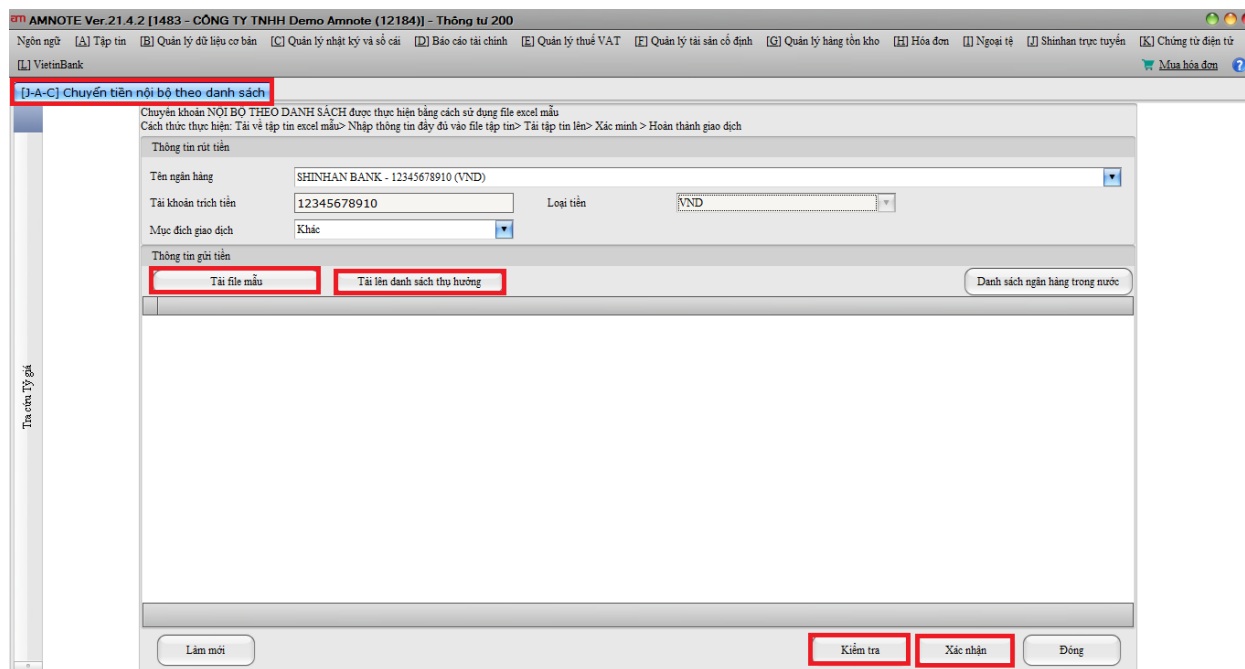 am AMNOTE Ver.21.4.2 [1483 - CÔNG TY TNHH Demo Amnote (12184)] - Thông tư 200
Ngôn ngữ [A] Tập tin [B] Quản lý dữ liệu cơ bản [C] Quản lý nhật ký và sổ cái [D] Báo cáo tài chính [E] Quản lý thuế VAT [F] Quản lý tài sản cố định [G] Quản lý hàng tồn kho [H] Hóa đơn [I] Ngoại tệ [J] Shinhan trực tuyến [K] Chứng từ điện tử
[L] VietinBank Mua hóa đơn ?
[J-A-C] Chuyển tiền nội bộ theo danh sách
Chuyển khoản NỘI BỘ THEO DANH SÁCH được thực hiện bằng cách sử dụng file excel mẫu
Cách thức thực hiện: Tải về tập tin excel mẫu> Nhập thông tin đầy đủ vào file tập tin> Tải tập tin lên> Xác minh > Hoàn thành giao dịch
Thông tin rút tiền
Tên ngân hàng SHINHAN BANK - 12345678910 (VND)
Tài khoản trích tiền 12345678910 Loại tiền VND
Mục đích giao dịch Khác
Thông tin gửi tiền
Tải file mẫu Tải lên danh sách thụ hưởng Danh sách ngân hàng trong nước
Tra cứu Tỷ giá
Làm mới Kiểm tra Xác nhận Đóng